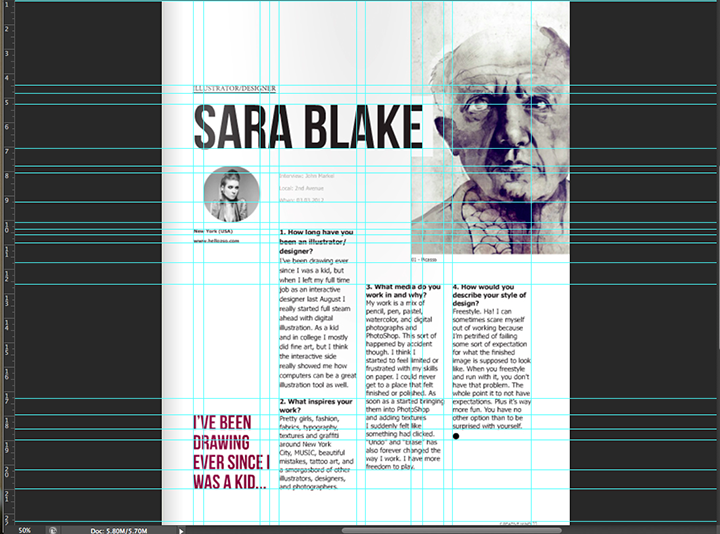 ILLUSTRATOR/DESIGNER
SARA BLAKE
Interview: John
Local: 2nd Avenue
03.05.2012
New York (USA)
www.hellozso.com
01 - Picasso
1. How long have you
been an illustrator/
designer?
I've been drawing ever
since I was a kid, but
when I left my full time
job as an interactive
designer last August I
really started full steam
ahead with digital
illustration. As a kid
and in college I mostly
did fine art, but I think
the interactive side
really showed me how
computers can be a great
illustration tool as well.
2. What inspires your
work?
Pretty girls, fashion,
fabrics, typography,
textures and graffiti
around New York
City, MUSIC, beautiful
mistakes, tattoo art, and
a smorgasbord of other
illustrators, designers,
and photographers.
3. What media do you
work in and why?
My work is a mix of
pencil, pen, pastel,
watercolor, and digital
photographs and
PhotoShop. This sort of
happened by accident
though. I think I
started to feel limited or
frustrated with my skills
on paper. I could never
get to a place that felt
finished or polished. As
soon as a started bringing
them into PhotoShop
and adding textures
I suddenly felt like
something had clicked.
"Undo" and "Erase" has
also forever changed the
way I work. I have more
freedom to play.
4. How would you
describe your style of
design?
Freestyle. Ha! I can
sometimes scare myself
out of working because
I'm petrified of failing
some sort of expectation
for what the finished
image is supposed to look
like. When you freestyle
and run with it, you don't
have that problem. The
whole point it to not have
expectations. Plus it's way
more fun. You have no
other option than to be
surprised with yourself.
I'VE BEEN
DRAWING
EVER SINCE I
WAS A KID...
50%
Doc: 5.80M/5.70M